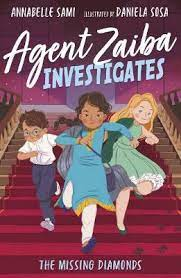 ANNABELLE SAMI ILLUSTRATED BY DANIELA SOSA
Agent Zaiba
INVESTIGATES
THE MISSING DIAMONDS